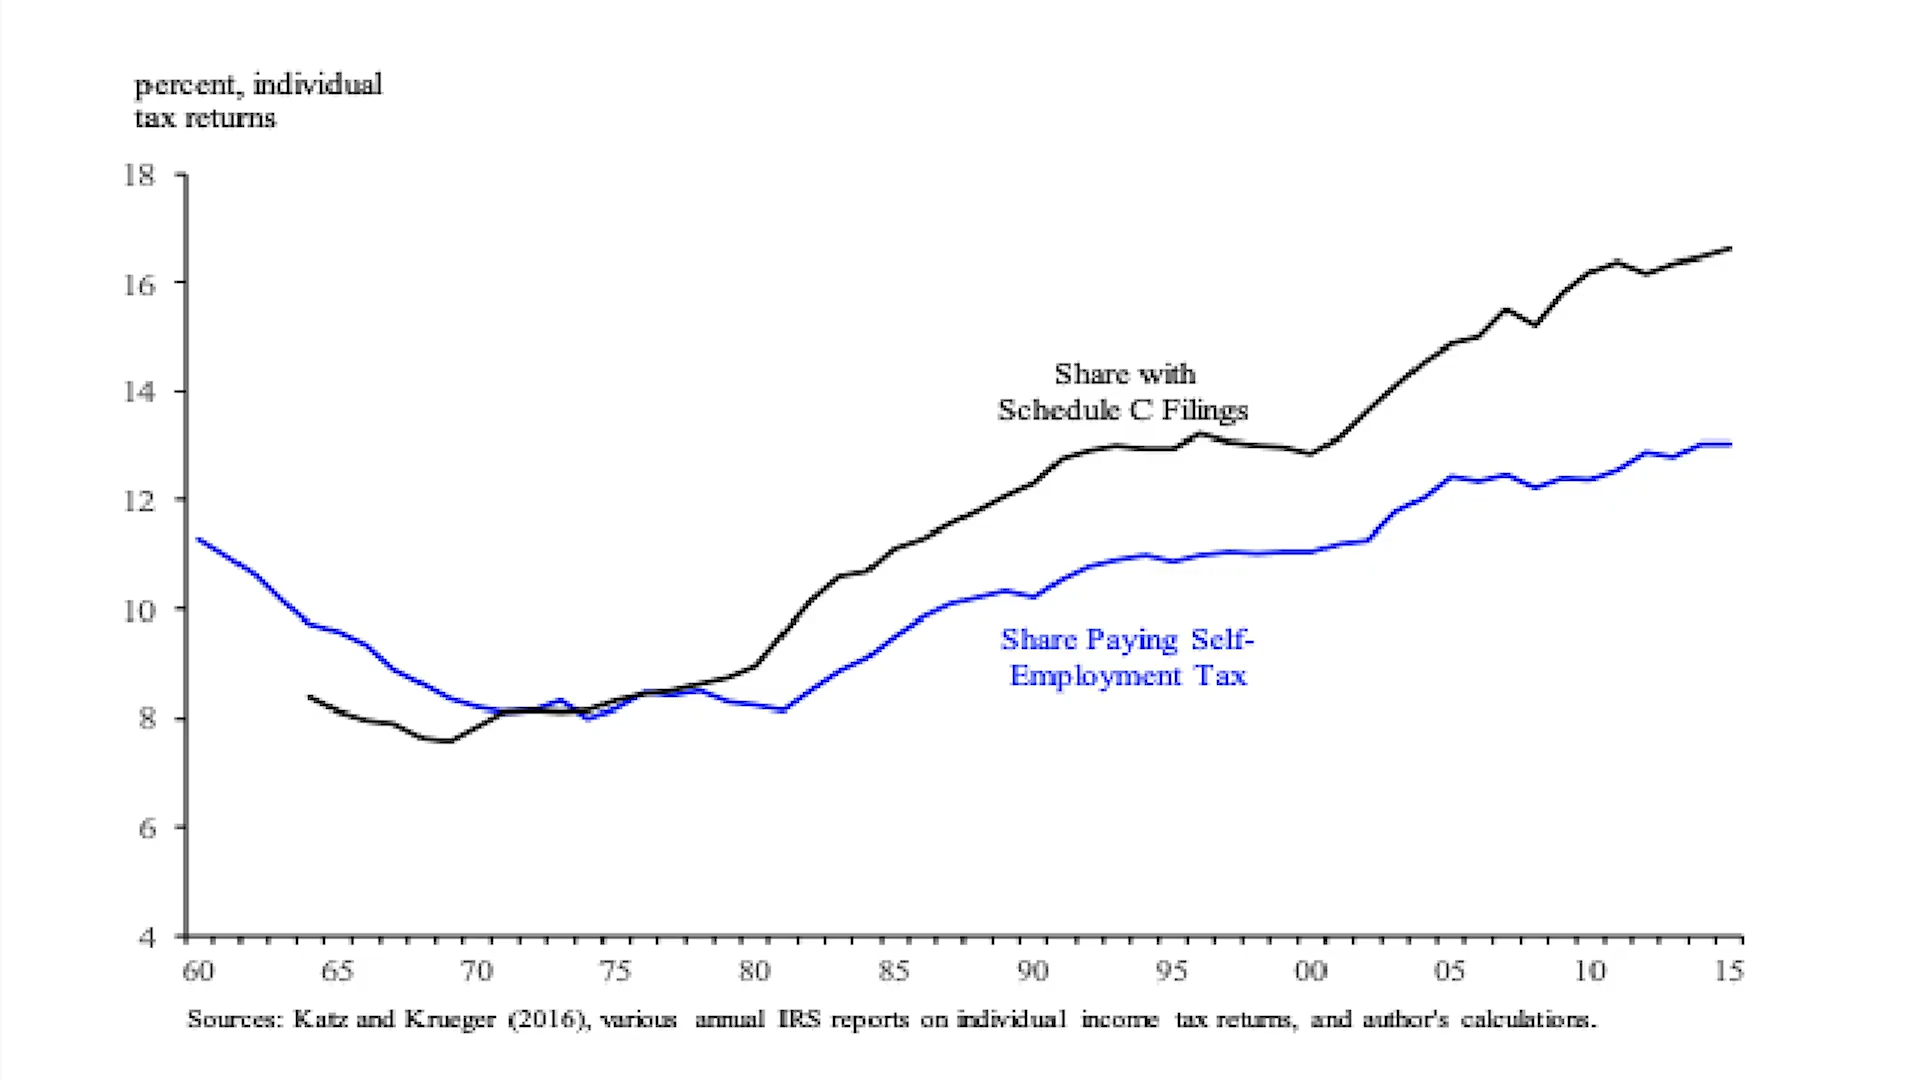 percent, individual
tax returns
18
16
14
12
10
8
6
4
Share with
Schedule C Filings
Share Paying Self-
Employment Tax
60 65 70 75 80 85 90 95 00 05 10 15
Sources: Katz and Krueger (2016), various annual IRS reports on individual income tax returns, and author's calculations.